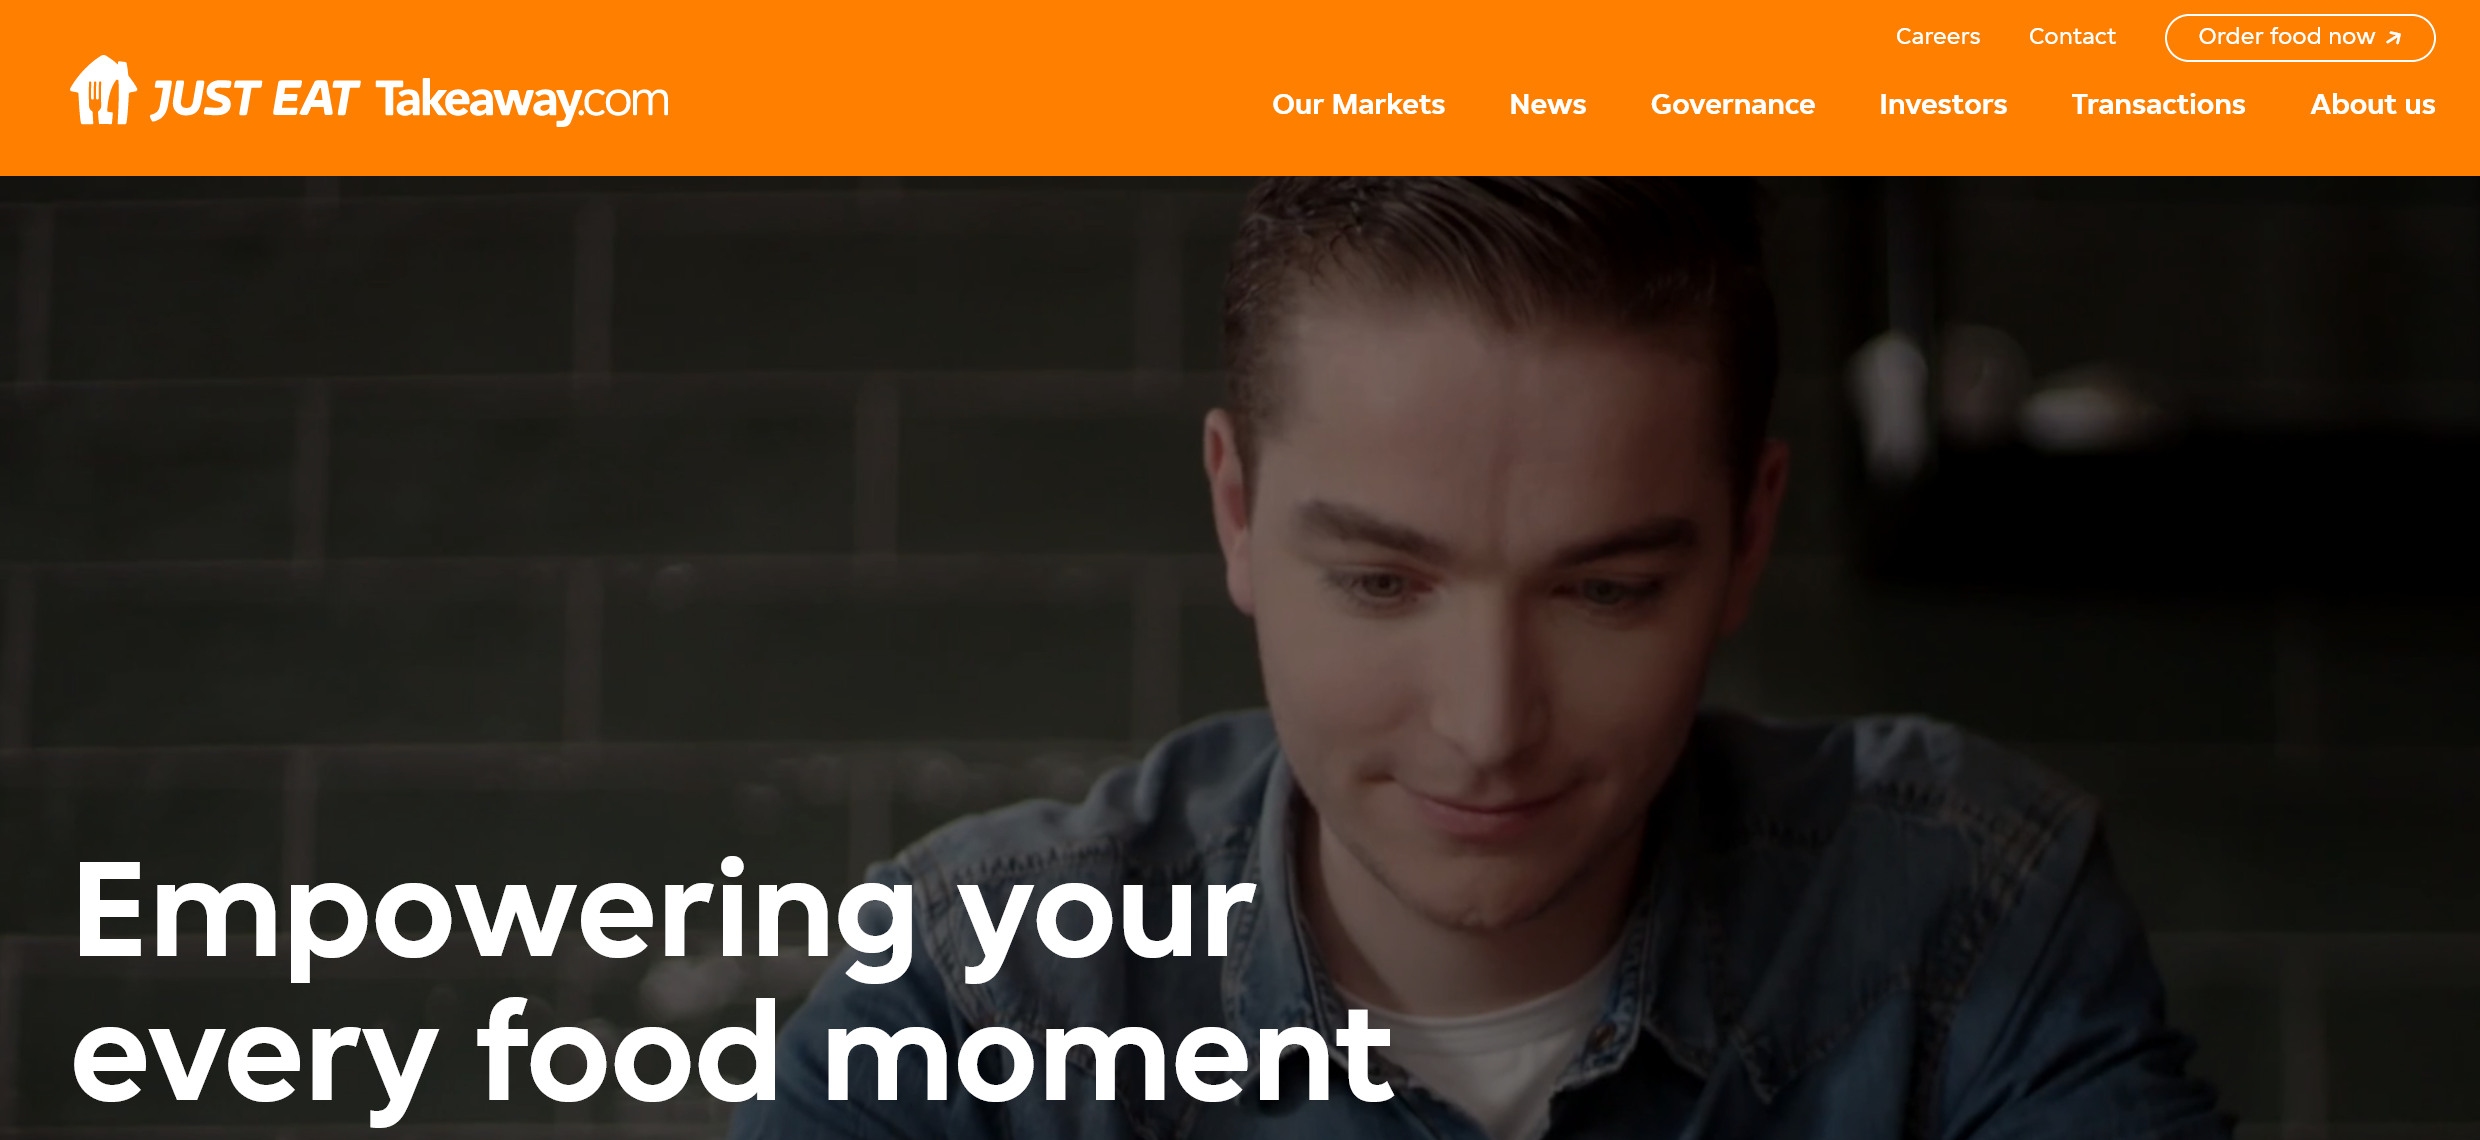 Careers Contact Order food now
JUST EAT Takeaway.com
Our Markets News Governance Investors Transactions About us
Empowering your
every food moment